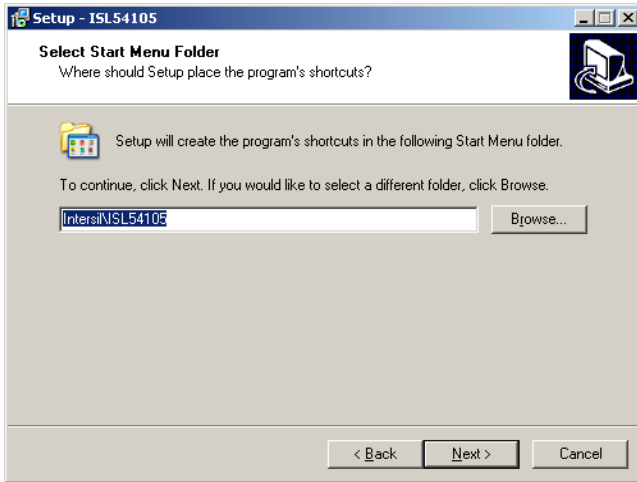 Setup - ISL54105
Select Start Menu Folder
Where should Setup place the program's shortcuts?
Setup will create the program's shortcuts in the following Start Menu folder.
To continue, click Next. If you would like to select a different folder, click Browse.
Intersil\ISL54105
Browse...
< Back Next > Cancel